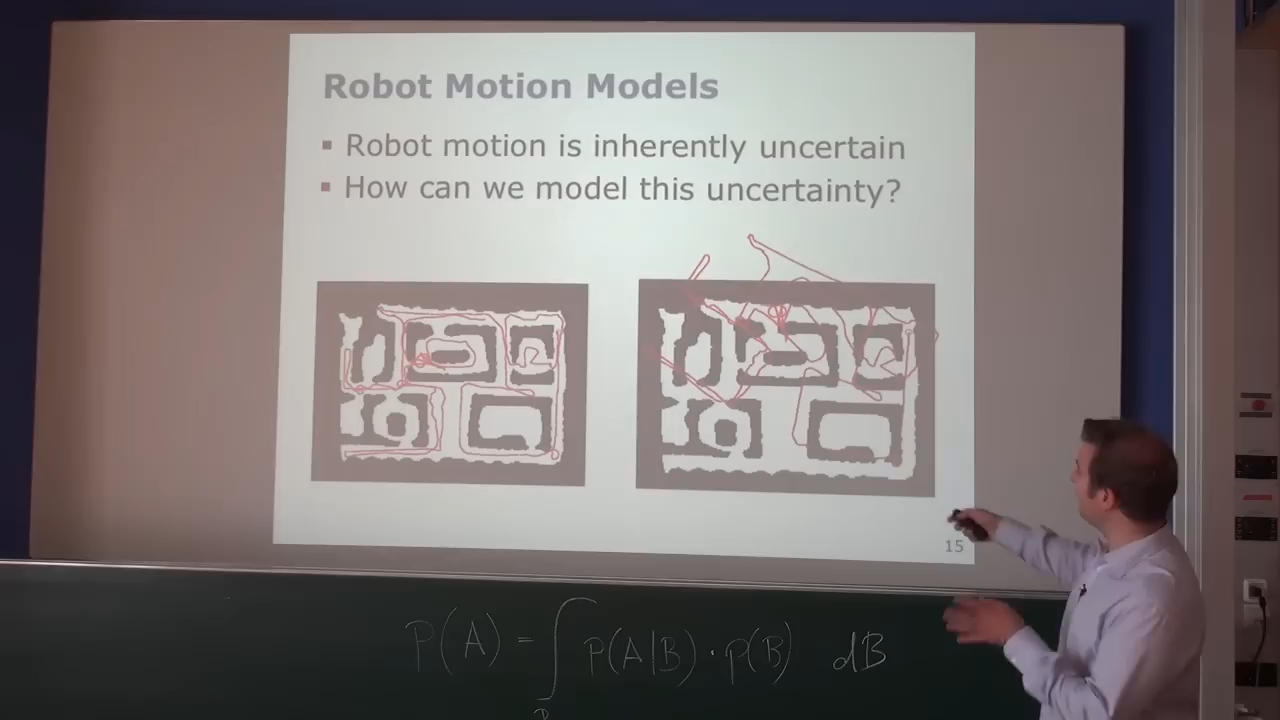 Robot Motion Models
▪ Robot motion is inherently uncertain
▪ How can we model this uncertainty?
15
P(A) = ∫ P(A|B) · p(B) dB